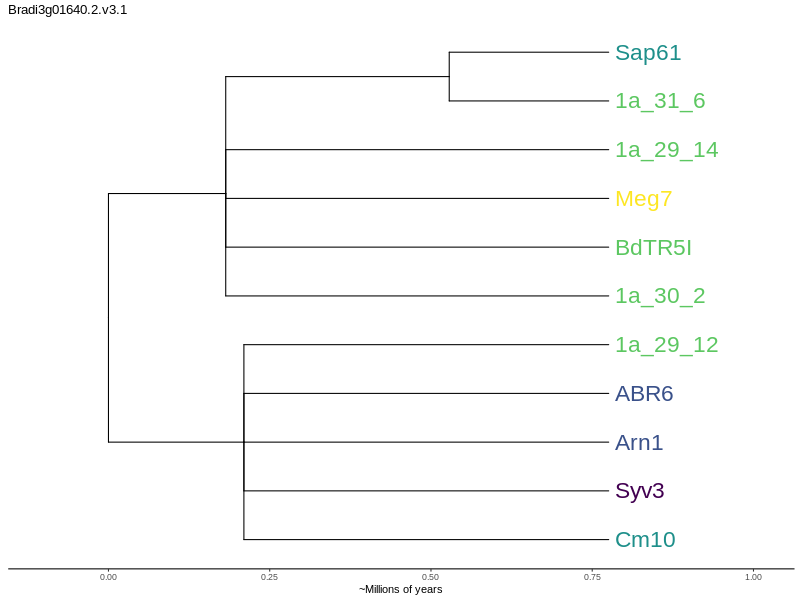 Bradi3g01640.2.v3.1
Sap61
1a_31_6
1a_29_14
Meg7
BdTR5I
1a_30_2
1a_29_12
ABR6
Arn1
Syv3
Cm10
0.00 0.25 0.50 0.75 1.00
~Millions of years